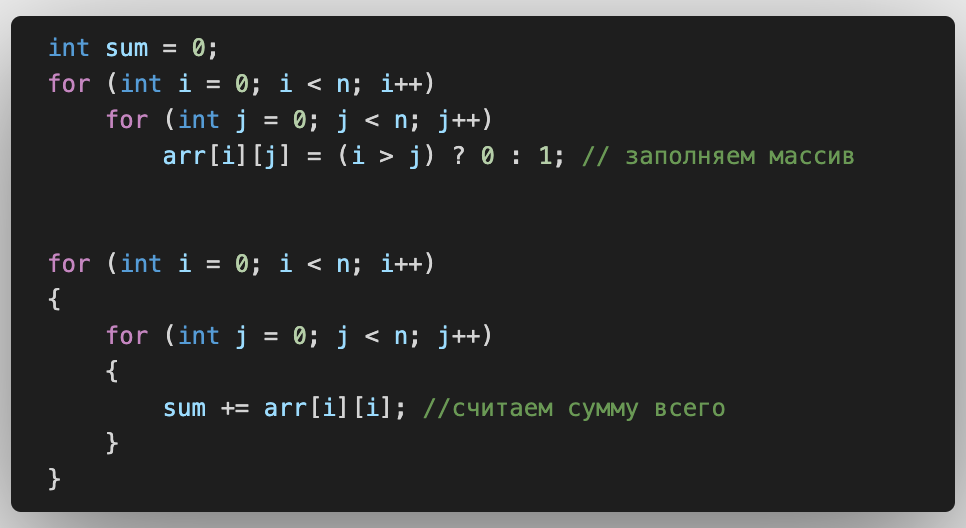 int sum = 0;
for (int i = 0; i < n; i++)
    for (int j = 0; j < n; j++)
        arr[i][j] = (i > j) ? 0 : 1; // заполняем массив
for (int i = 0; i < n; i++)
{
    for (int j = 0; j < n; j++)
    {
        sum += arr[i][i]; //считаем сумму всего
    }
}